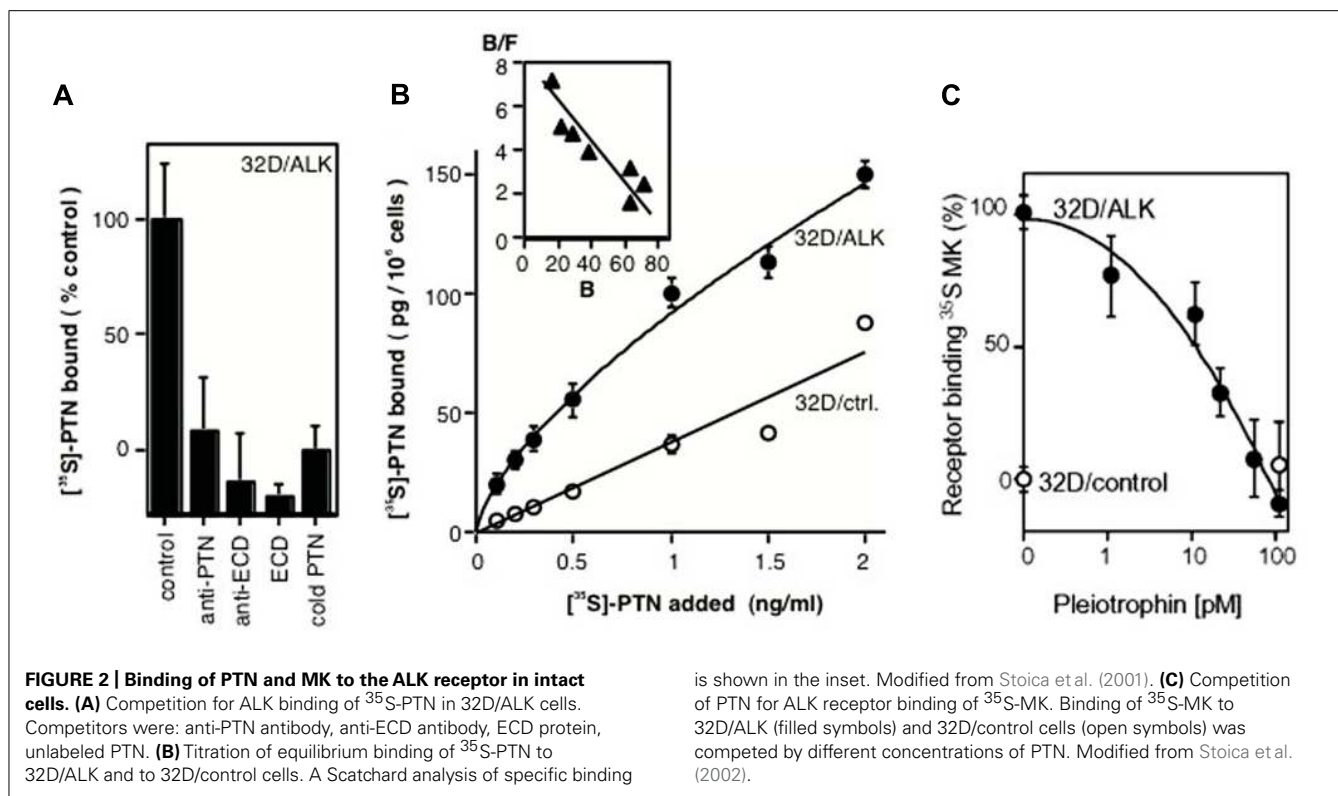 A
32D/ALK
[³⁵S]-PTN bound ( % control)
100
50
0
control
anti-PTN
anti-ECD
ECD
cold PTN
B
B/F
8
6
4
2
0
0 20 40 60 80
B
[³⁵S]-PTN bound ( pg / 10⁶ cells )
150
100
50
0
32D/ALK
32D/ctrl.
0 0.5 1 1.5 2
[³⁵S]-PTN added (ng/ml)
C
Receptor binding ³⁵S MK (%)
100
50
0
32D/ALK
32D/control
0 1 10 100
Pleiotrophin [pM]
FIGURE 2 | Binding of PTN and MK to the ALK receptor in intact
cells. (A) Competition for ALK binding of ³⁵S-PTN in 32D/ALK cells.
Competitors were: anti-PTN antibody, anti-ECD antibody, ECD protein,
unlabeled PTN. (B) Titration of equilibrium binding of ³⁵S-PTN to
32D/ALK and to 32D/control cells. A Scatchard analysis of specific binding
is shown in the inset. Modified from Stoica et al. (2001). (C) Competition
of PTN for ALK receptor binding of ³⁵S-MK. Binding of ³⁵S-MK to
32D/ALK (filled symbols) and 32D/control cells (open symbols) was
competed by different concentrations of PTN. Modified from Stoica et al.
(2002).